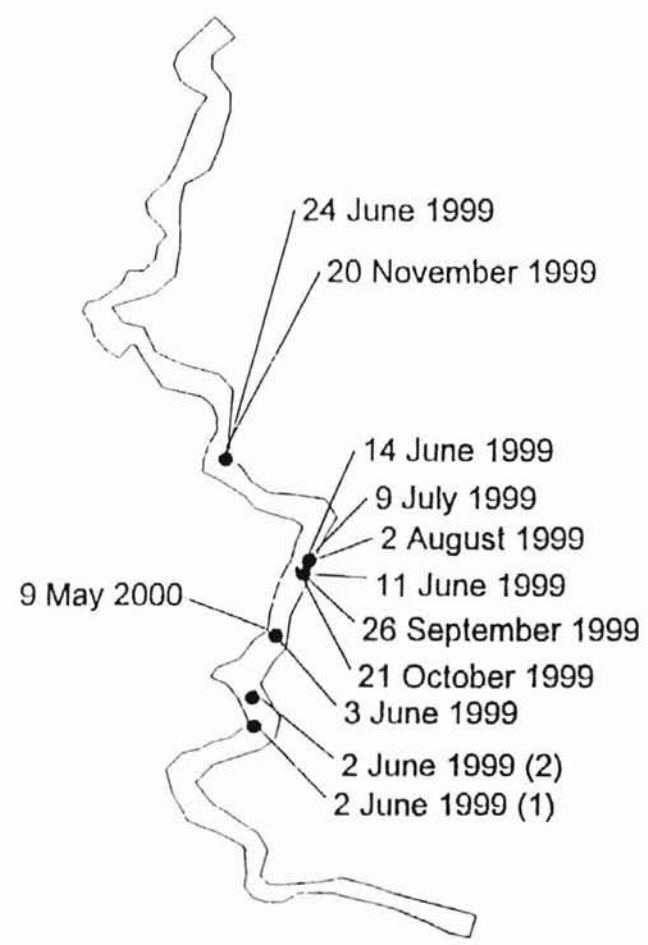 24 June 1999
20 November 1999
14 June 1999
9 July 1999
2 August 1999
11 June 1999
9 May 2000
26 September 1999
21 October 1999
3 June 1999
2 June 1999 (2)
2 June 1999 (1)